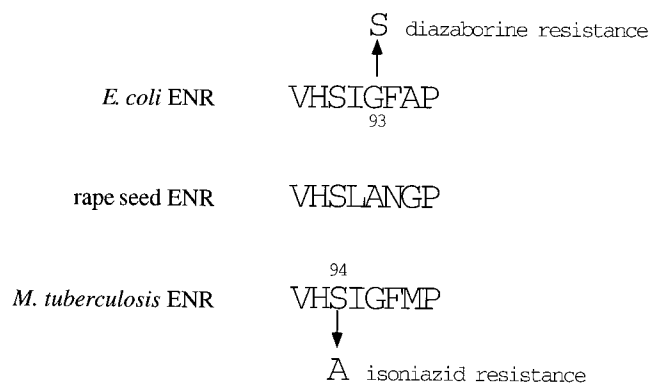 S diazaborine resistance
E. coli ENR VHSIGFAP
93
rape seed ENR VHSLANGP
94
M. tuberculosis ENR VHSIGFMP
A isoniazid resistance